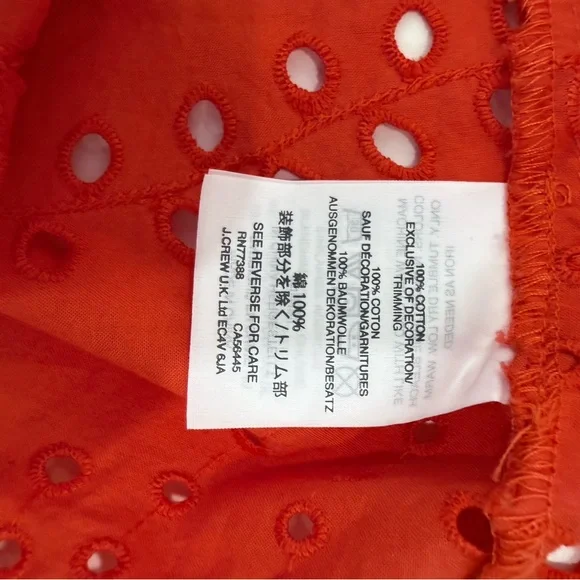 100% COTTON
EXCLUSIVE OF DECORATION/
TRIMMING
100% COTON
SAUF DÉCORATION/GARNITURES
100% BAUMWOLLE
AUSGENOMMEN DEKORATION/BESATZ
綿 100%
装飾部分を除く/トリム部
SEE REVERSE FOR CARE
RN77388 CA56445
J.CREW U.K. Ltd EC4V 6JA